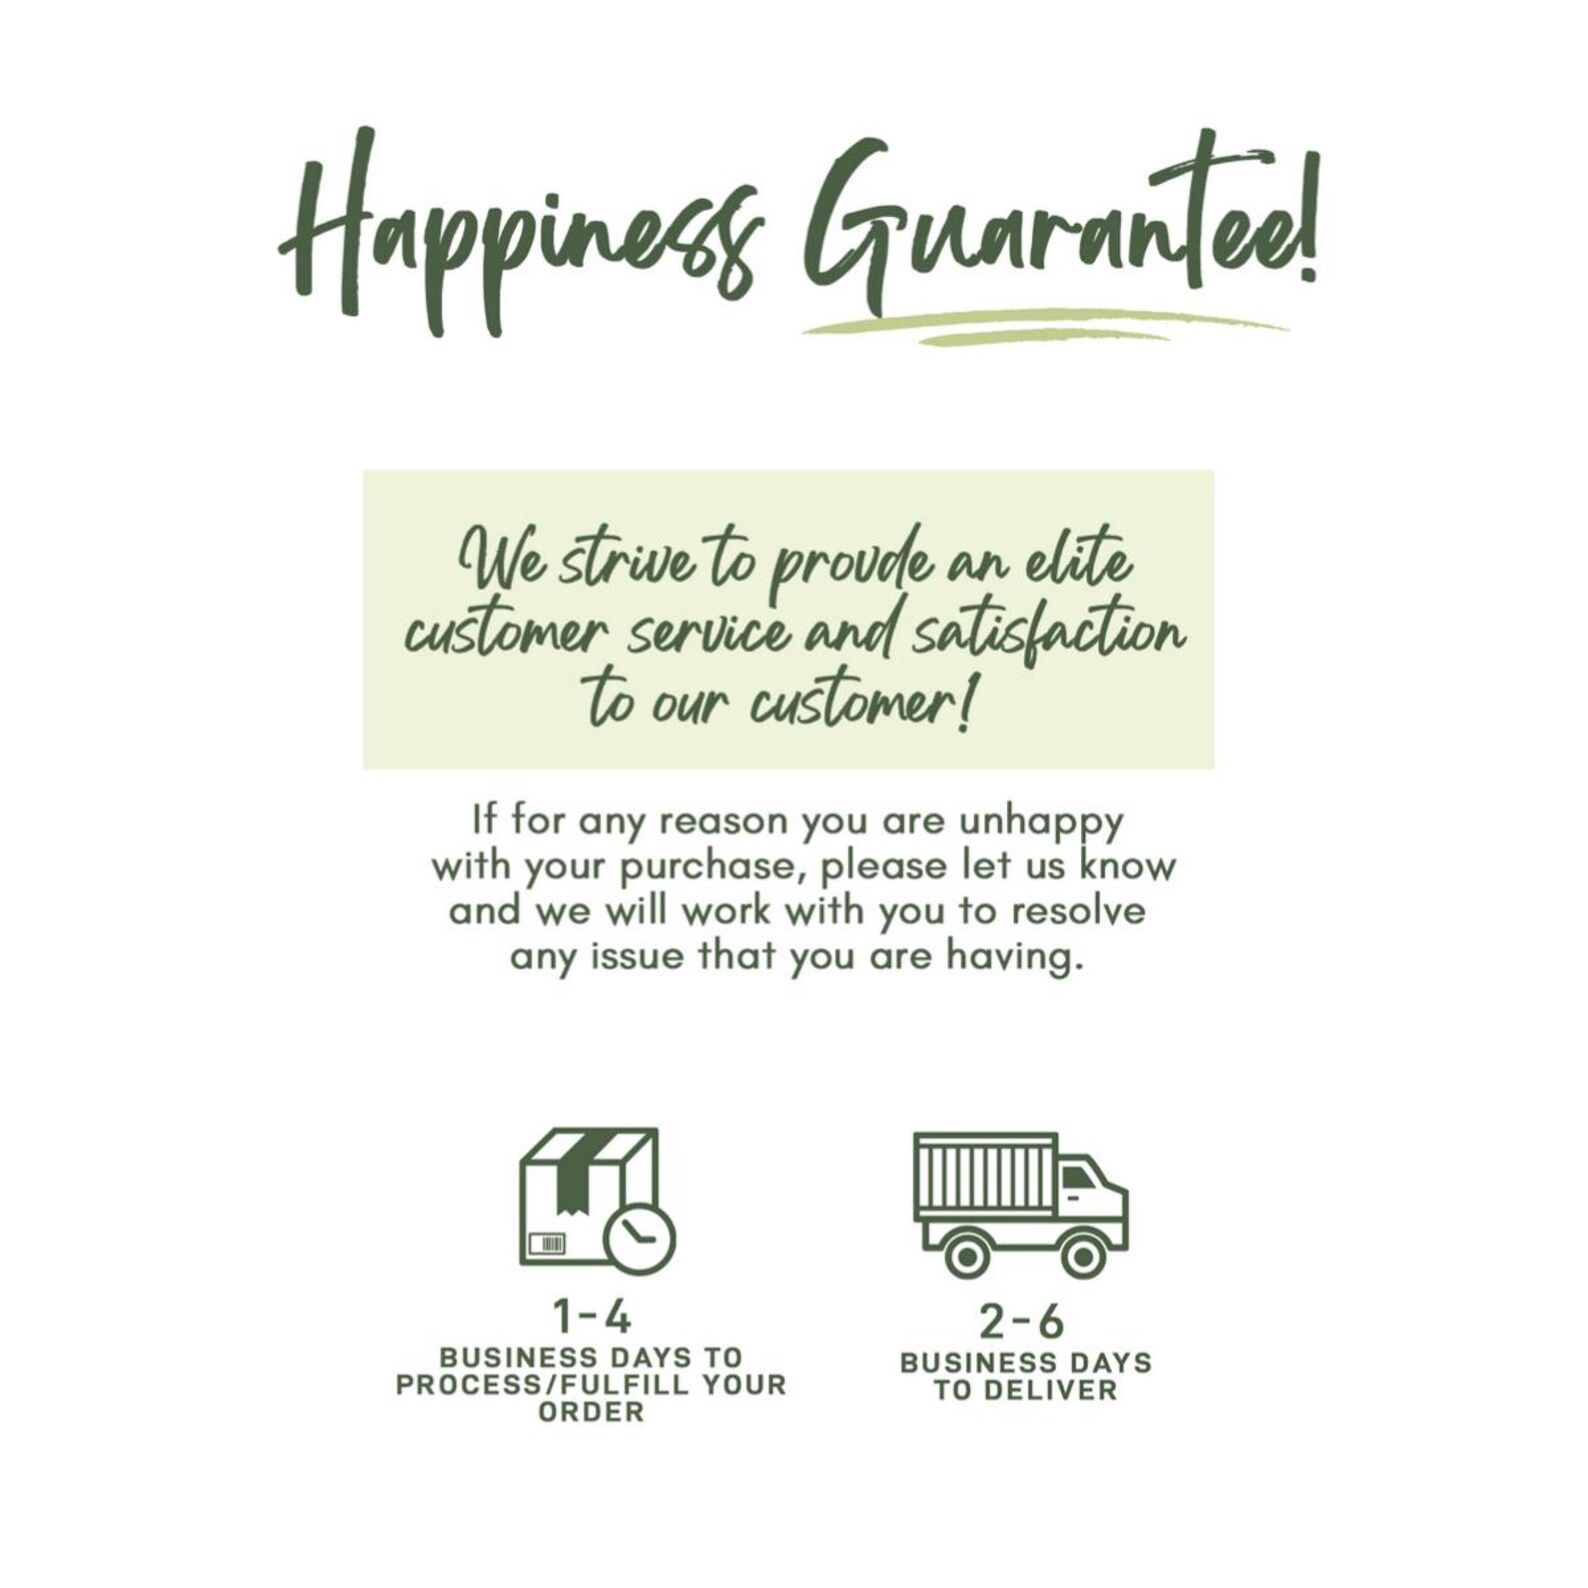 Happiness Guarantee!
We strive to provde an elite
customer service and satisfaction
to our customer!
If for any reason you are unhappy
with your purchase, please let us know
and we will work with you to resolve
any issue that you are having.
1-4
BUSINESS DAYS TO
PROCESS/FULFILL YOUR
ORDER
2-6
BUSINESS DAYS
TO DELIVER